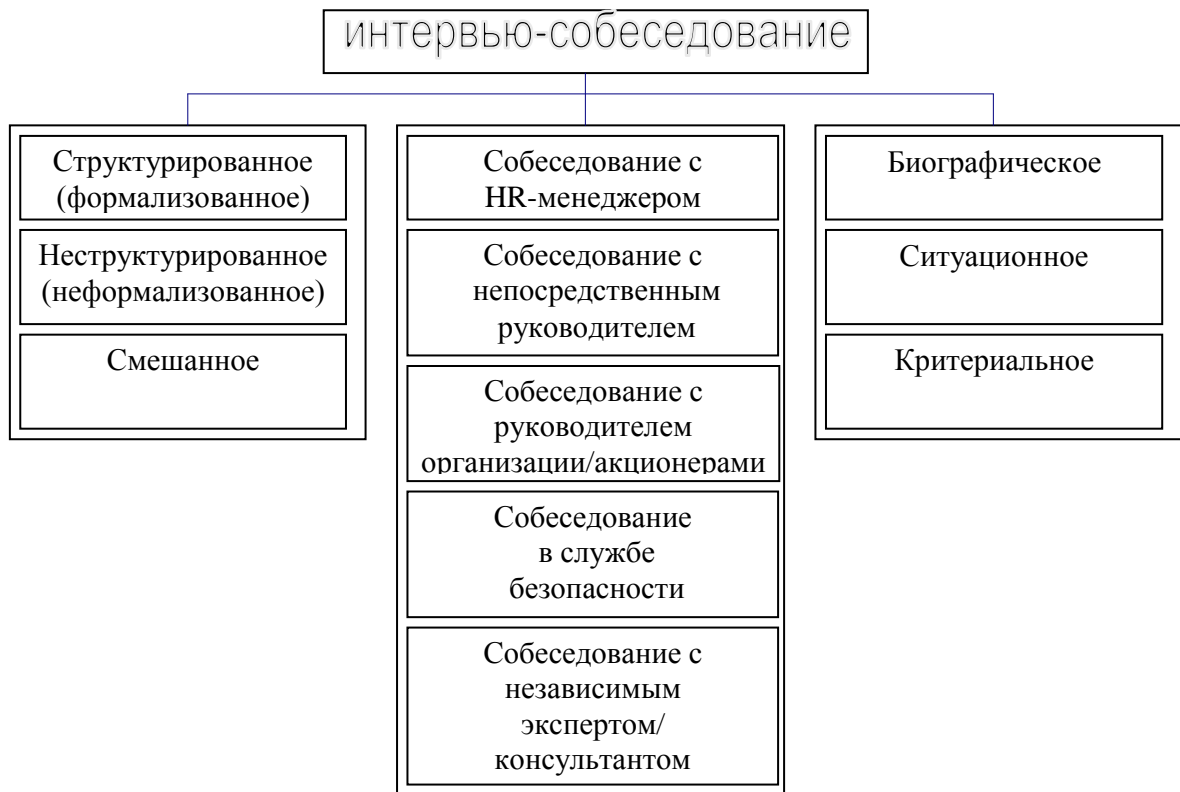 интервью-собеседование
Структурированное
(формализованное)
Неструктурированное
(неформализованное)
Смешанное
Собеседование с
HR-менеджером
Собеседование с
непосредственным
руководителем
Собеседование с
руководителем
организации/акционерами
Собеседование
в службе
безопасности
Собеседование с
независимым
экспертом/
консультантом
Биографическое
Ситуационное
Критериальное